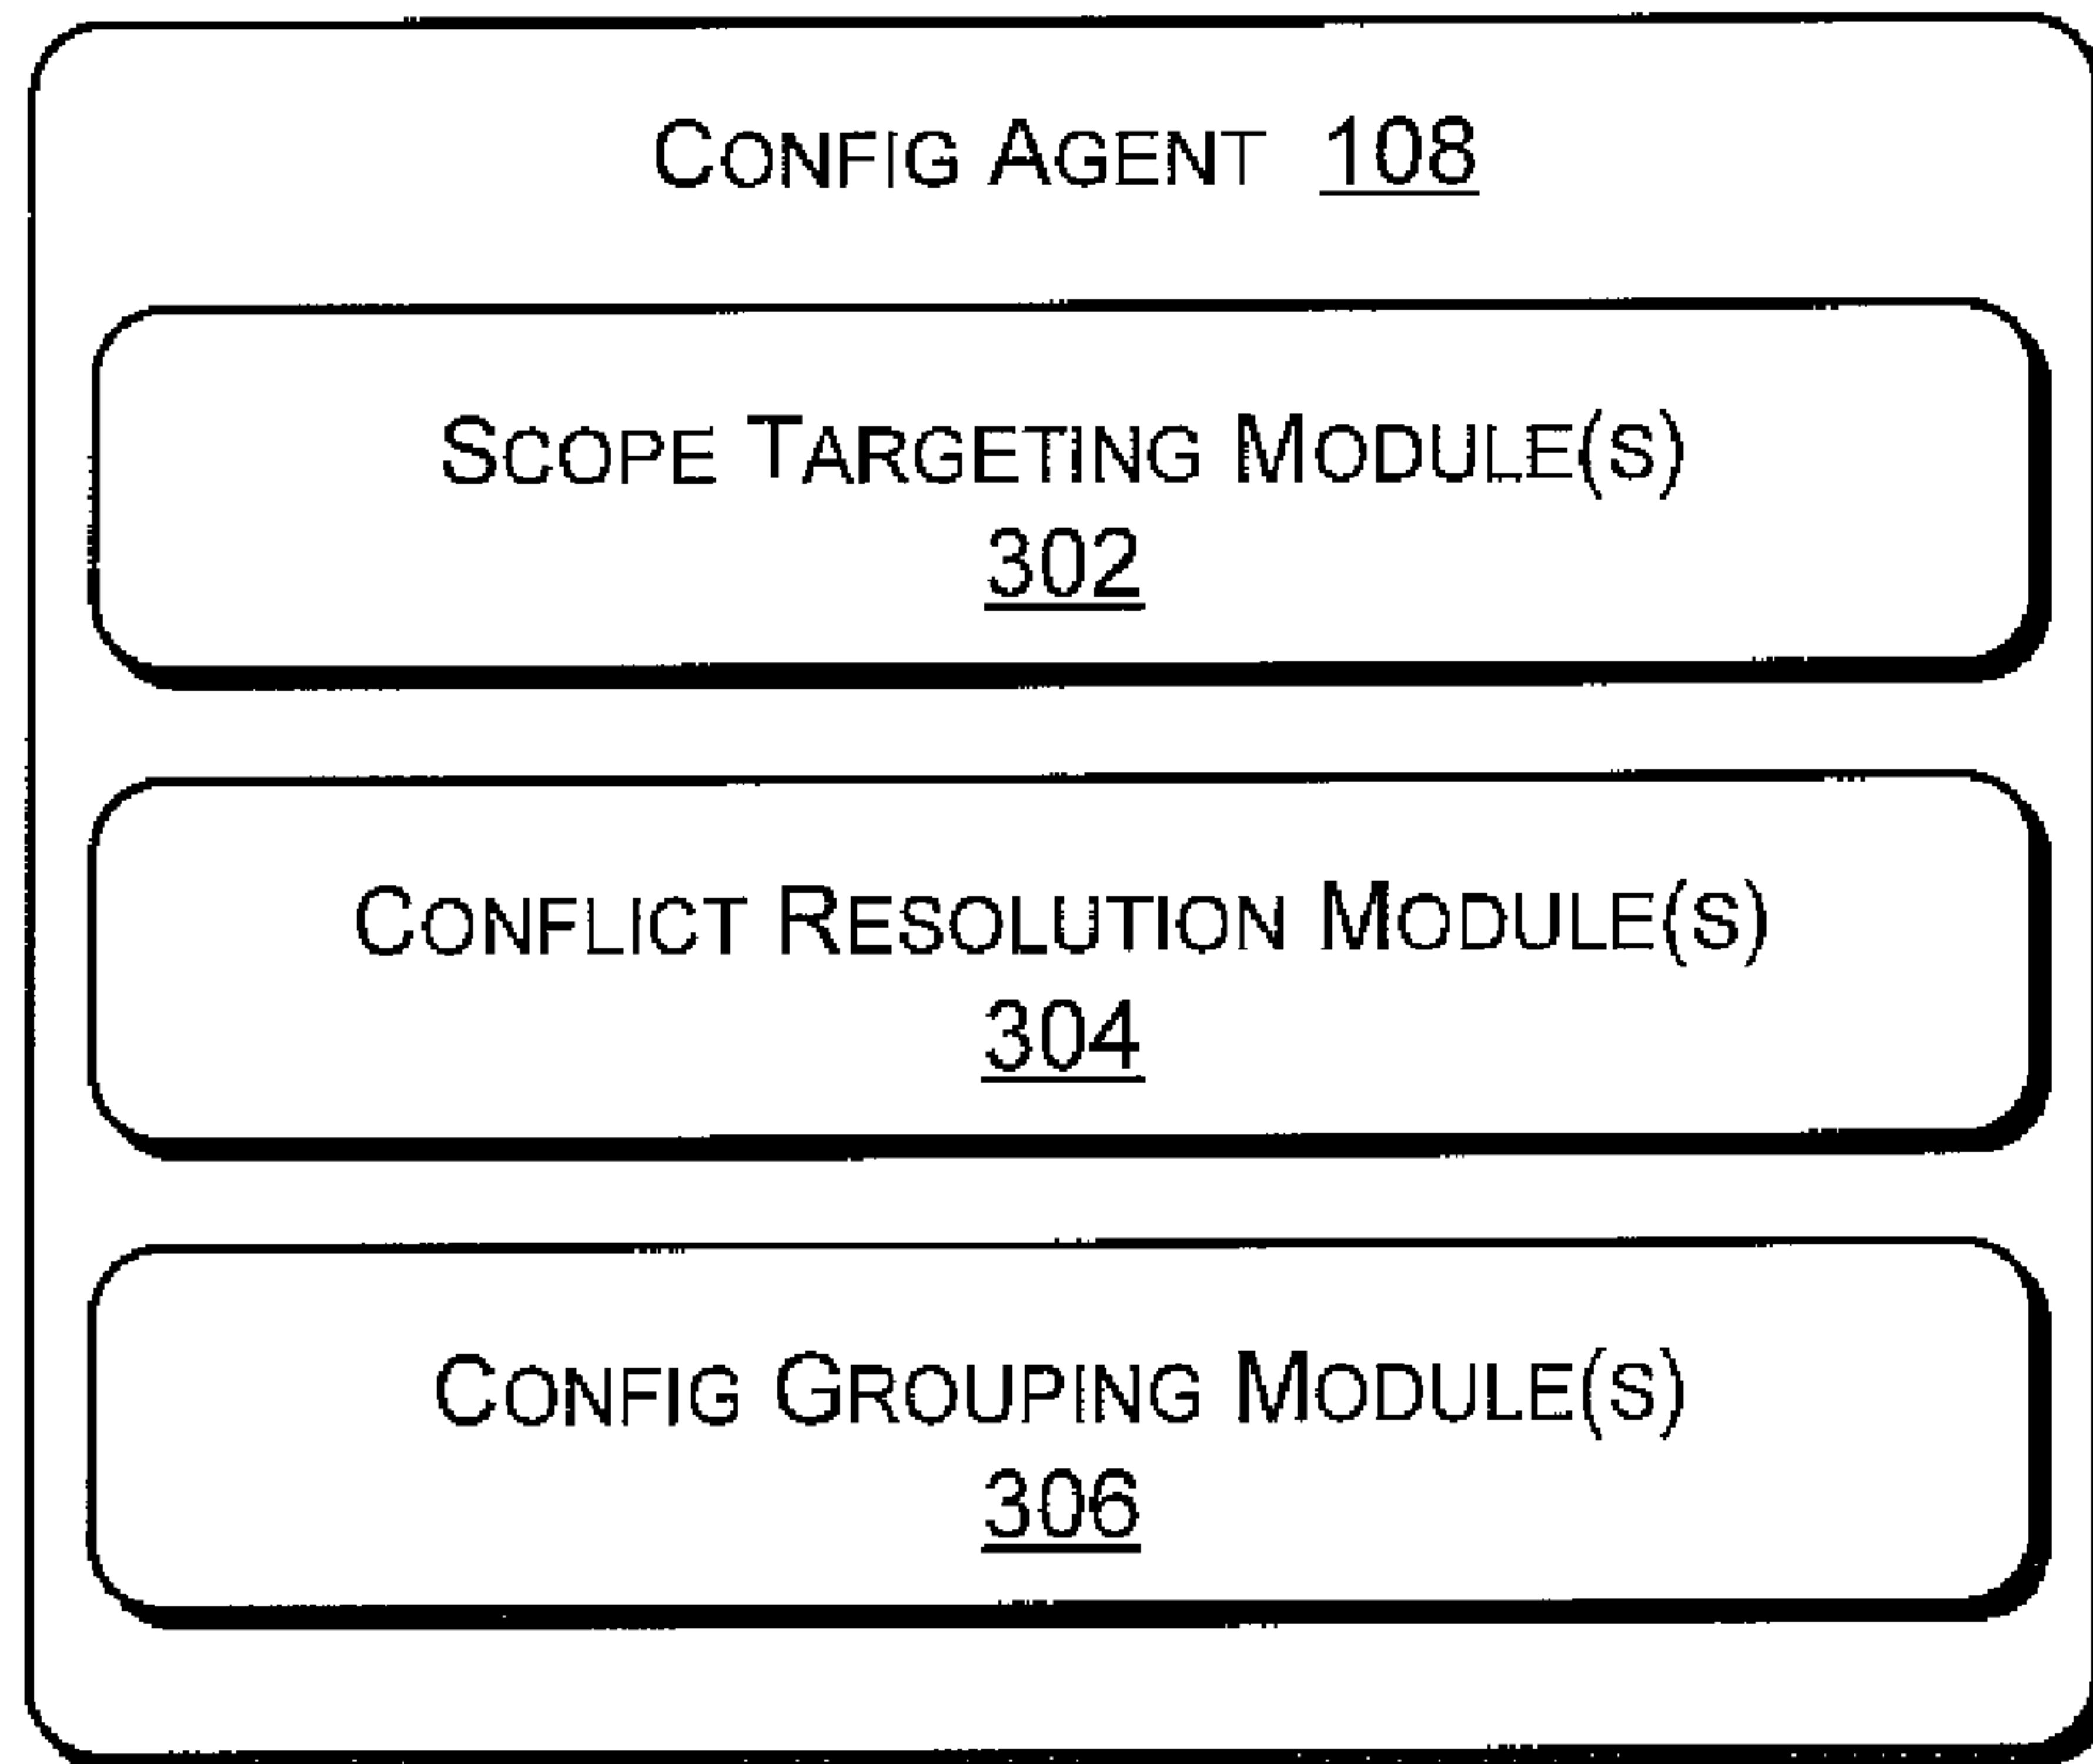 CONFIG AGENT 108
SCOPE TARGETING MODULE(S)
302
CONFLICT RESOLUTION MODULE(S)
304
CONFIG GROUPING MODULE(S)
306